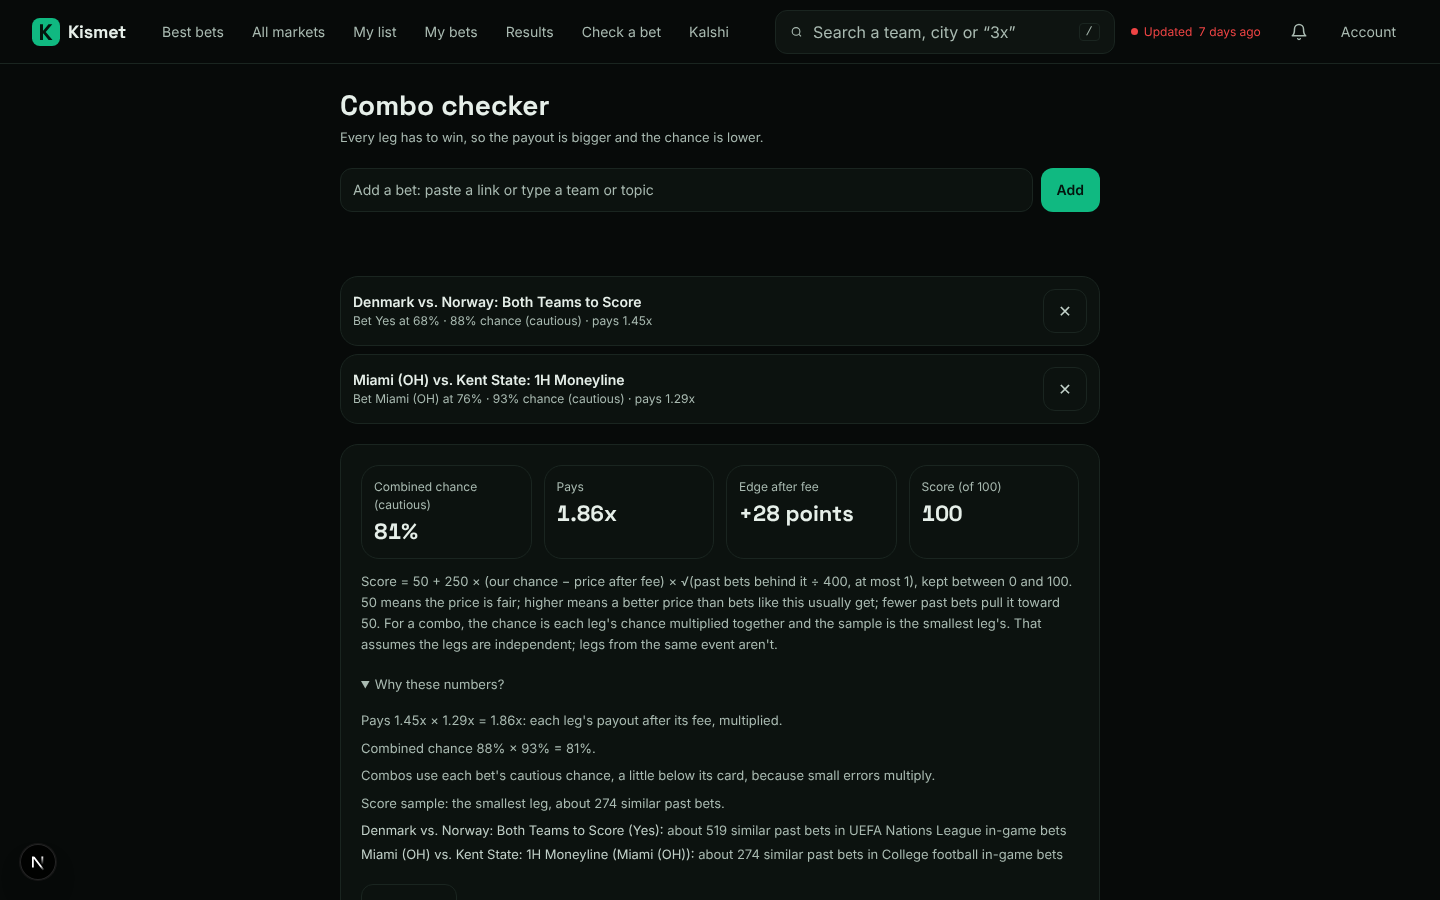 K Kismet Best bets All markets My list My bets Results Check a bet Kalshi Search a team, city or “3x” / Updated 7 days ago Account
Combo checker
Every leg has to win, so the payout is bigger and the chance is lower.
Add a bet: paste a link or type a team or topic Add
Denmark vs. Norway: Both Teams to Score
Bet Yes at 68% · 88% chance (cautious) · pays 1.45x
×
Miami (OH) vs. Kent State: 1H Moneyline
Bet Miami (OH) at 76% · 93% chance (cautious) · pays 1.29x
×
Combined chance (cautious)
81%
Pays
1.86x
Edge after fee
+28 points
Score (of 100)
100
Score = 50 + 250 × (our chance − price after fee) × √(past bets behind it ÷ 400, at most 1), kept between 0 and 100.
50 means the price is fair; higher means a better price than bets like this usually get; fewer past bets pull it toward
50. For a combo, the chance is each leg's chance multiplied together and the sample is the smallest leg's. That
assumes the legs are independent; legs from the same event aren't.
▼ Why these numbers?
Pays 1.45x × 1.29x = 1.86x: each leg's payout after its fee, multiplied.
Combined chance 88% × 93% = 81%.
Combos use each bet's cautious chance, a little below its card, because small errors multiply.
Score sample: the smallest leg, about 274 similar past bets.
Denmark vs. Norway: Both Teams to Score (Yes): about 519 similar past bets in UEFA Nations League in-game bets
Miami (OH) vs. Kent State: 1H Moneyline (Miami (OH)): about 274 similar past bets in College football in-game bets
N